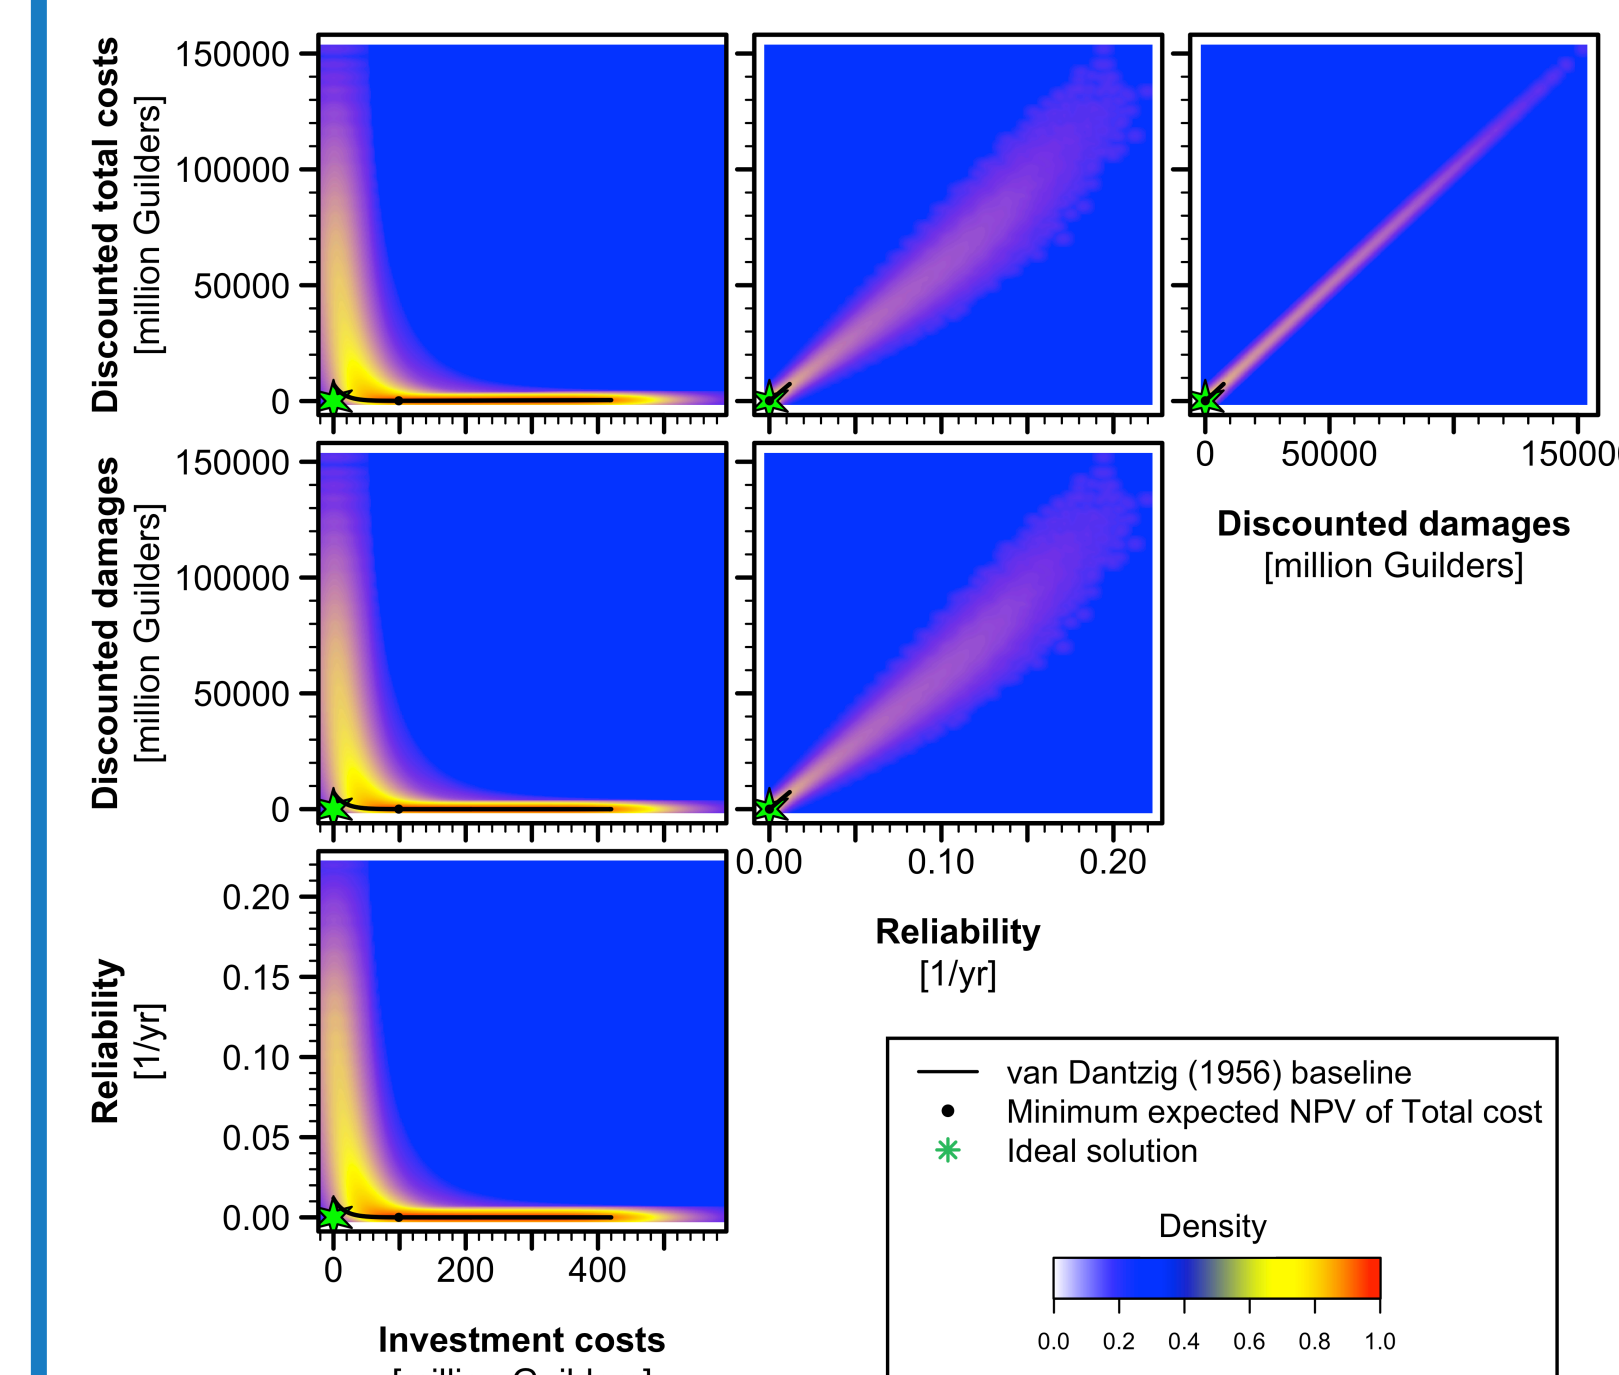 Discounted total costs
[million Guilders]
150000
100000
50000
0
0
50000
15000
Discounted damages
[million Guilders]
Discounted damages
[million Guilders]
150000
100000
50000
0
0.00
0.10
0.20
Reliability
[1/yr]
Reliability
[1/yr]
0.20
0.15
0.10
0.05
0.00
0
200
400
Investment costs
[million Guilders]
van Dantzig (1956) baseline
Minimum expected NPV of Total cost
Ideal solution
Density
0.0 0.2 0.4 0.6 0.8 1.0